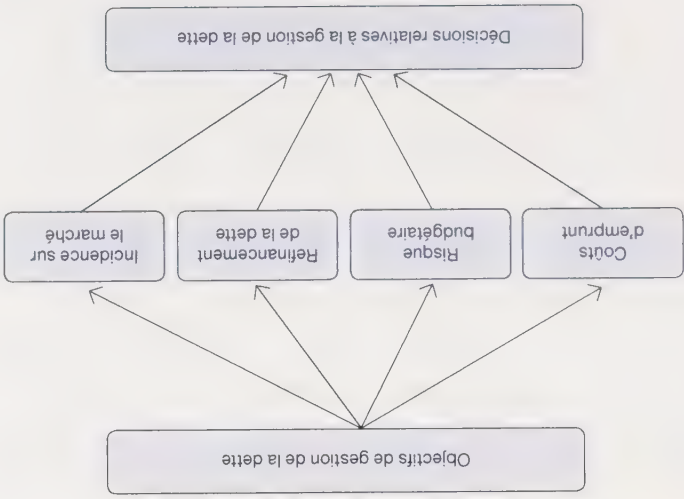 Objectifs de gestion de la dette
Coûts
d'emprunt
Risque
budgétaire
Refinancement
de la dette
Incidence sur
le marché
Décisions relatives à la gestion de la dette